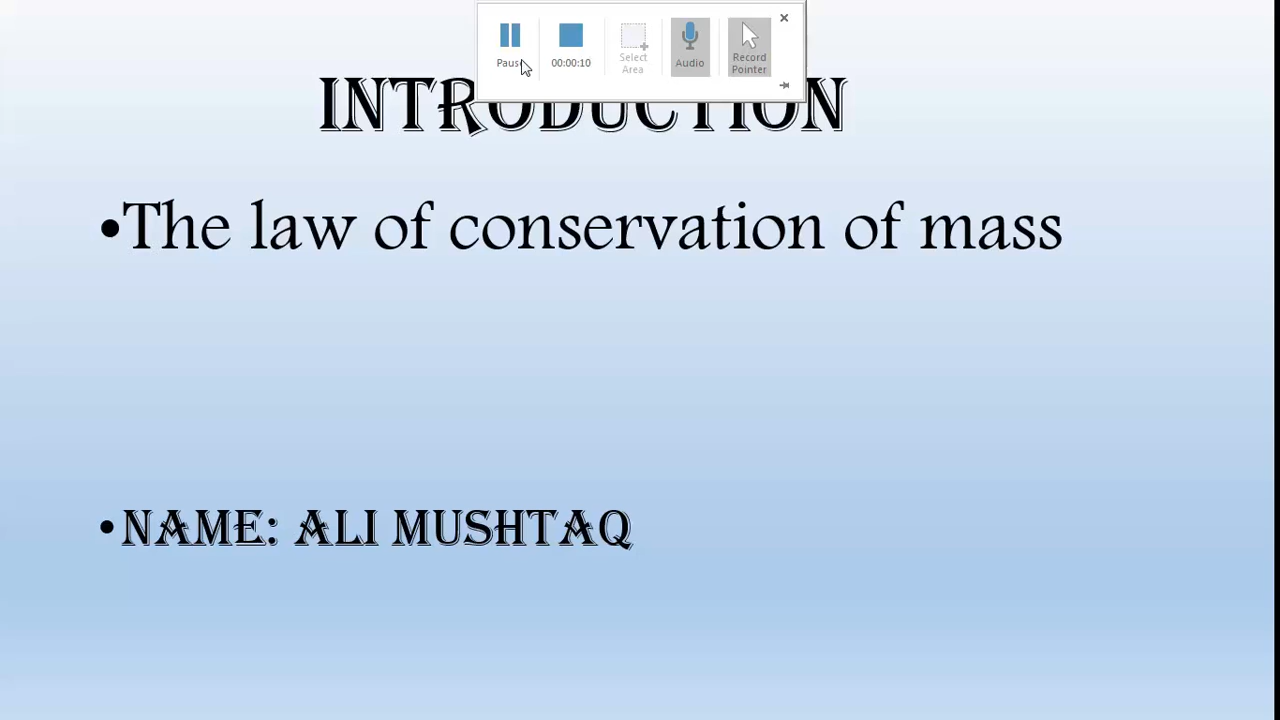 Pause
00:00:10
Select
Area
Audio
Record
Pointer
INTRODUCTION
•The law of conservation of mass
•NAME: ALI MUSHTAQ